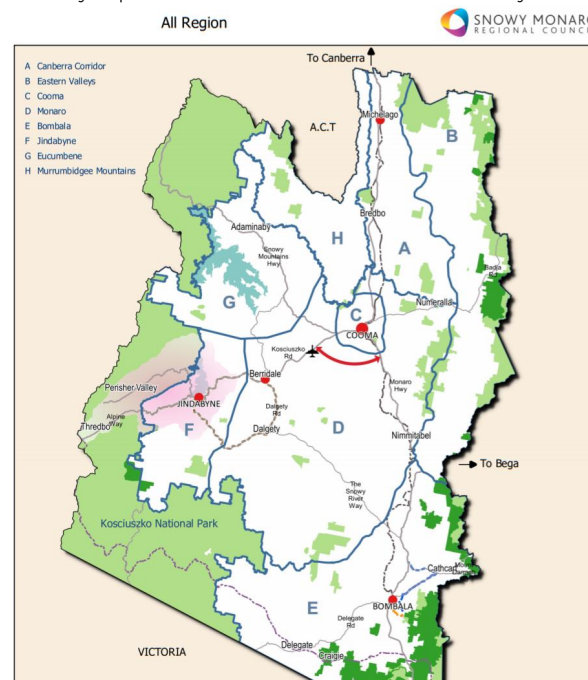 All Region
SNOWY MONARO
REGIONAL COUNC
A Canberra Corridor
B Eastern Valleys
C Cooma
D Monaro
E Bombala
F Jindabyne
G Eucumbene
H Murrumbidgee Mountains
To Canberra
A.C.T
Michelago
B
Bredbo
Adaminaby
Snowy
Mountains
Hwy
H
A
Badja
Rd
G
Numeralla
C
COOMA
Kosciuszko
Rd
Perisher Valley
Berridale
Monaro
Hwy
JINDABYNE
Alpine
Way
Thredbo
Dalgety
Rd
Dalgety
D
F
Nimmitabel
To Bega
The
Snowy
River
Way
Kosciuszko National Park
Cathcart
BOMBALA
E
Delegate
Rd
Delegate
Craigie
VICTORIA